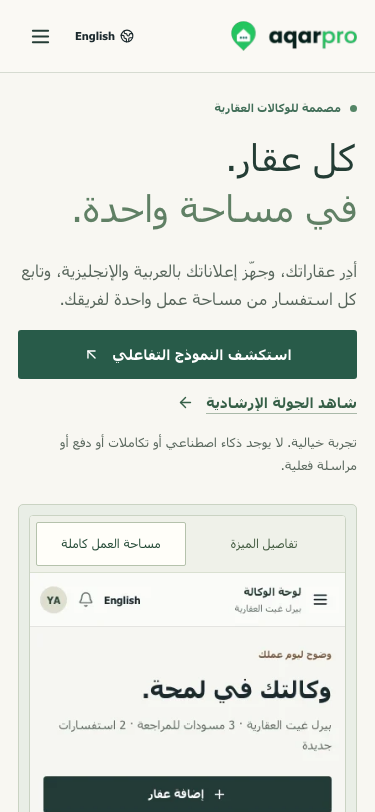 aqarpro
English
مصممة للوكالات العقارية
كل عقار.
في مساحة واحدة.
أدِر عقاراتك، وجهّز إعلاناتك بالعربية والإنجليزية، وتابع
كل استفسار من مساحة عمل واحدة لفريقك.
استكشف النموذج التفاعلي
شاهد الجولة الإرشادية
تجربة خيالية. لا يوجد ذكاء اصطناعي أو تكاملات أو دفع أو
مراسلة فعلية.
تفاصيل الميزة
مساحة العمل كاملة
لوحة الوكالة
بيرل غيت العقارية
English
YA
وضوح ليوم عملك
وكالتك في لمحة.
بيرل غيت العقارية · 3 مسودات للمراجعة · 2 استفسارات
جديدة
إضافة عقار